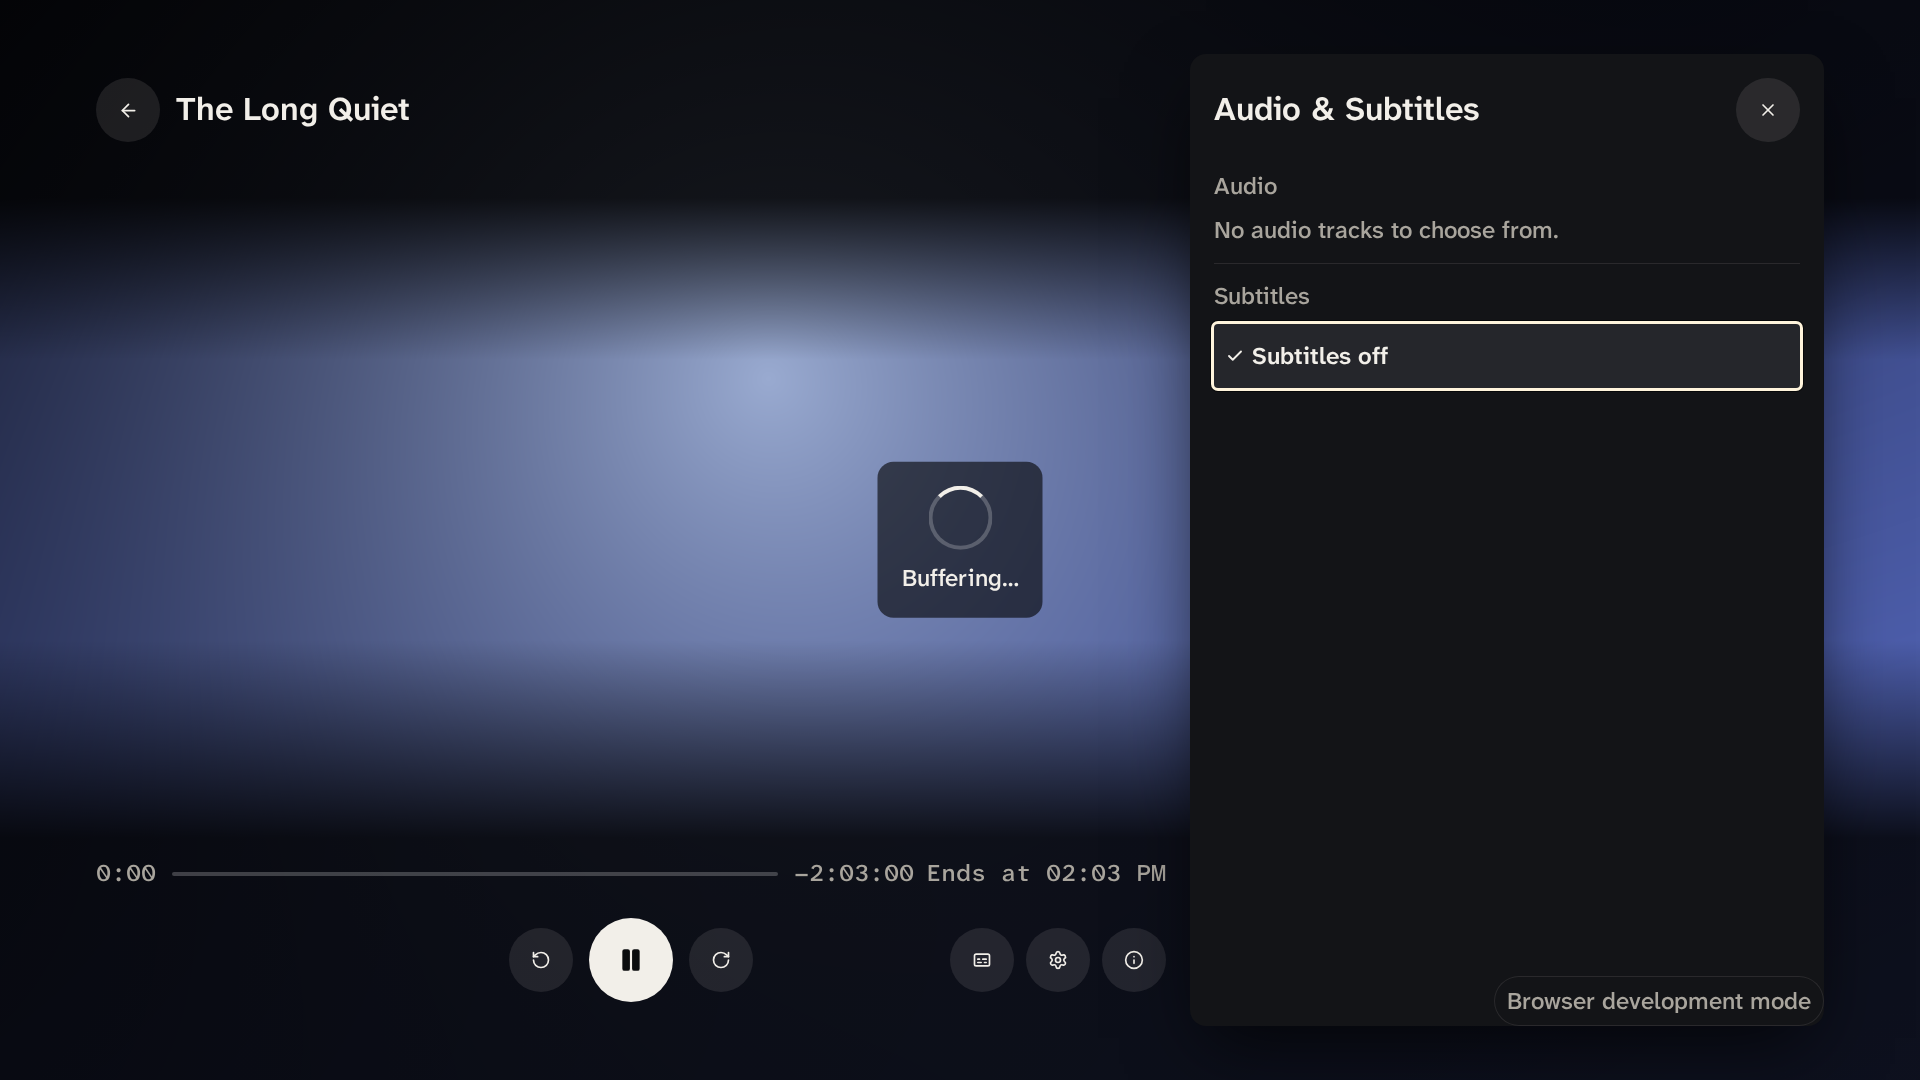 The Long Quiet
Audio & Subtitles
Audio
No audio tracks to choose from.
Subtitles
Subtitles off
Buffering...
0:00
−2:03:00 Ends at 02:03 PM
Browser development mode